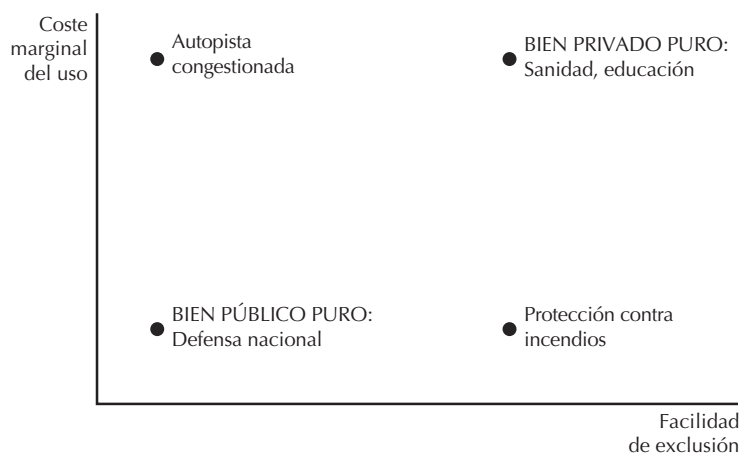 Coste
marginal
del uso
Autopista
congestionada
BIEN PRIVADO PURO:
Sanidad, educación
BIEN PÚBLICO PURO:
Defensa nacional
Protección contra
incendios
Facilidad
de exclusión